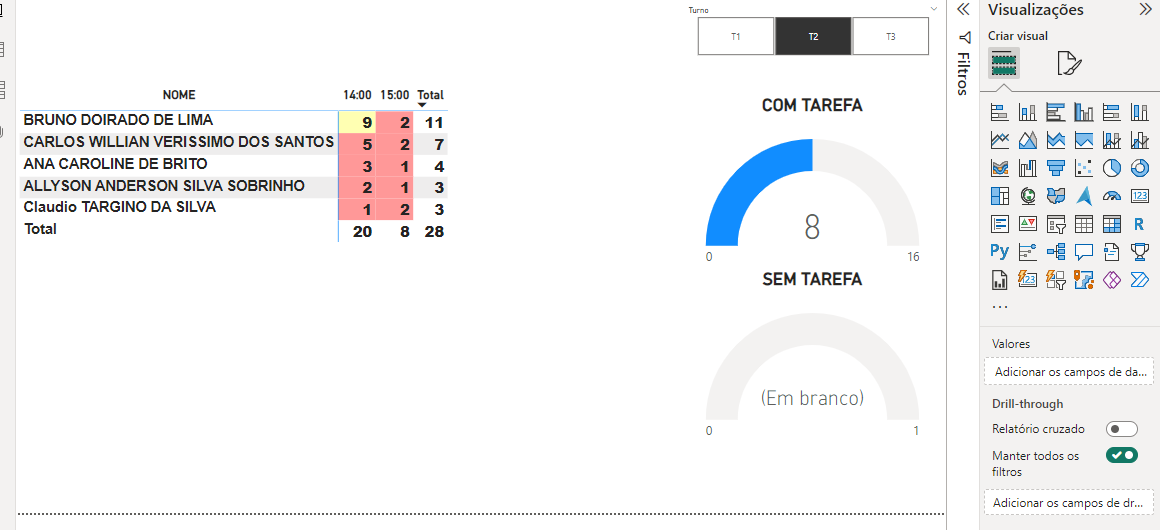 Turno
T1 T2 T3
NOME 14:00 15:00 Total
BRUNO DOIRADO DE LIMA 9 2 11
CARLOS WILLIAN VERISSIMO DOS SANTOS 5 2 7
ANA CAROLINE DE BRITO 3 1 4
ALLYSON ANDERSON SILVA SOBRINHO 2 1 3
Claudio TARGINO DA SILVA 1 2 3
Total 20 8 28
COM TAREFA
8
0 16
SEM TAREFA
(Em branco)
0 1
Filtros
Visualizações
Criar visual
123
R
Py
123
...
Valores
Adicionar os campos de da...
Drill-through
Relatório cruzado
Manter todos os
filtros
Adicionar os campos de dr...